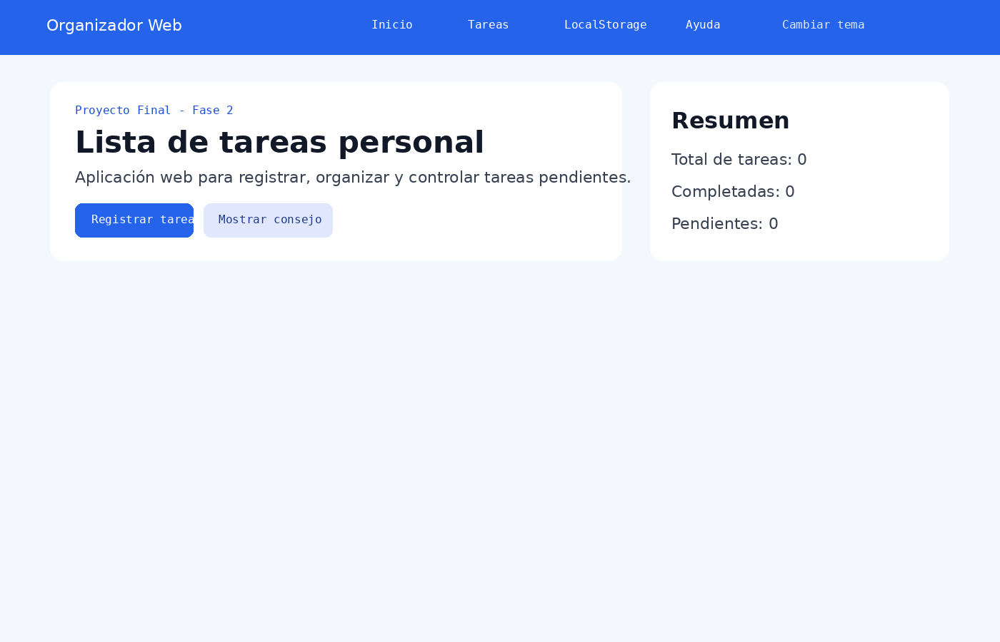 Organizador Web
Inicio
Tareas
LocalStorage
Ayuda
Cambiar tema
Proyecto Final - Fase 2
Lista de tareas personal
Aplicación web para registrar, organizar y controlar tareas pendientes.
Registrar tarea
Mostrar consejo
Resumen
Total de tareas: 0
Completadas: 0
Pendientes: 0